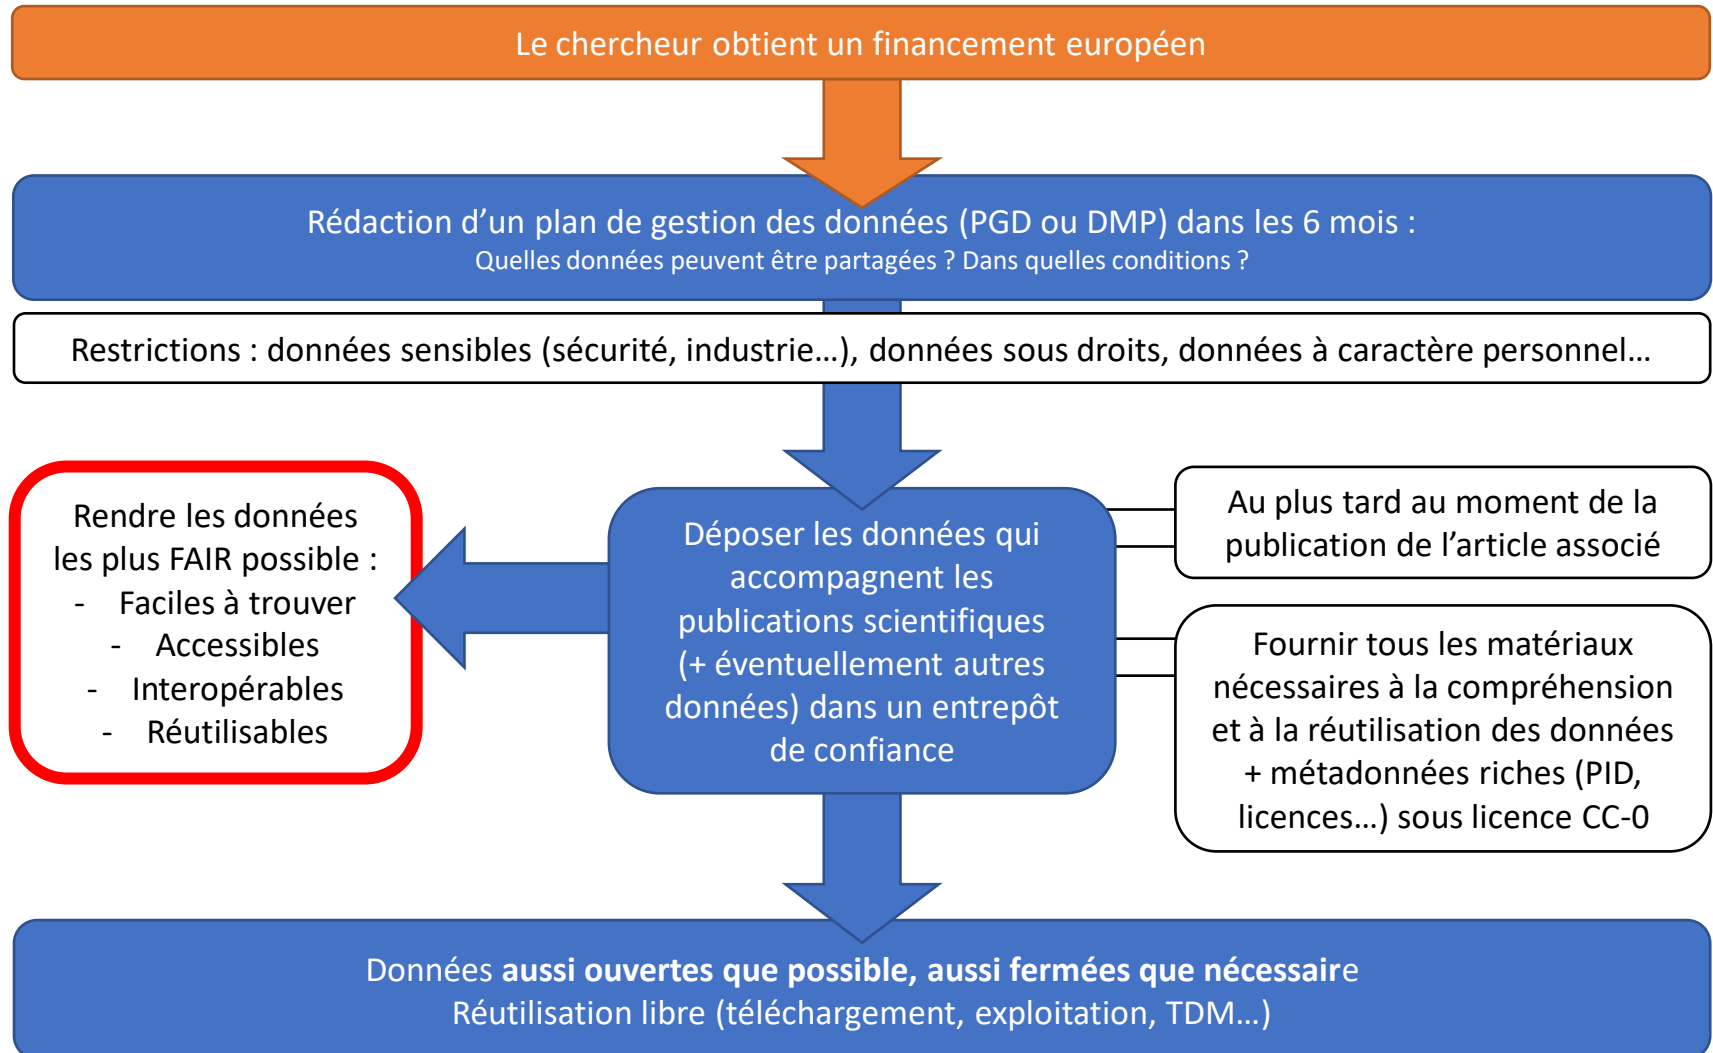 Le chercheur obtient un financement européen
Rédaction d’un plan de gestion des données (PGD ou DMP) dans les 6 mois :
Quelles données peuvent être partagées ? Dans quelles conditions ?
Restrictions : données sensibles (sécurité, industrie…), données sous droits, données à caractère personnel…
Rendre les données
les plus FAIR possible :
- Faciles à trouver
- Accessibles
- Interopérables
- Réutilisables
Déposer les données qui
accompagnent les
publications scientifiques
(+ éventuellement autres
données) dans un entrepôt
de confiance
Au plus tard au moment de la
publication de l’article associé
Fournir tous les matériaux
nécessaires à la compréhension
et à la réutilisation des données
+ métadonnées riches (PID,
licences…) sous licence CC-0
Données aussi ouvertes que possible, aussi fermées que nécessaire
Réutilisation libre (téléchargement, exploitation, TDM…)